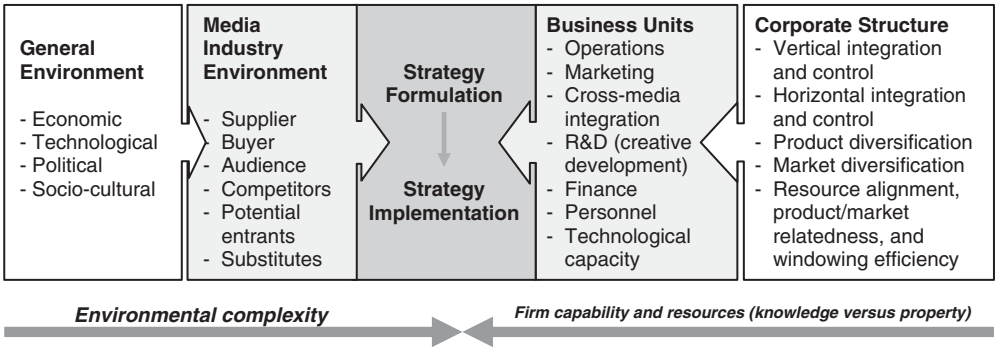 General
Environment
- Economic
- Technological
- Political
- Socio-cultural
Media
Industry
Environment
- Supplier
- Buyer
- Audience
- Competitors
- Potential
entrants
- Substitutes
Strategy
Formulation
Strategy
Implementation
Business Units
- Operations
- Marketing
- Cross-media
integration
- R&D (creative
development)
- Finance
- Personnel
- Technological
capacity
Corporate Structure
- Vertical integration
and control
- Horizontal integration
and control
- Product diversification
- Market diversification
- Resource alignment,
product/market
relatedness, and
windowing efficiency
Environmental complexity
Firm capability and resources (knowledge versus property)